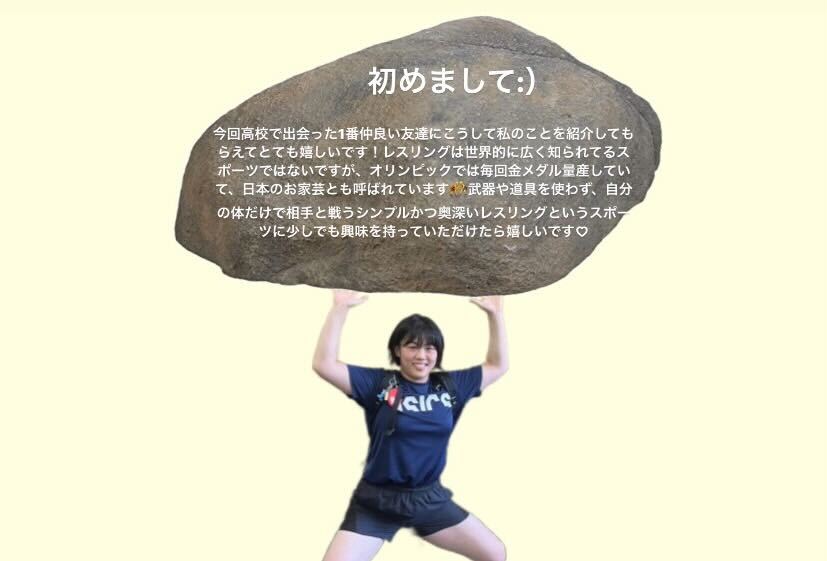 初めまして:)
今回高校で出会った1番仲良い友達にこうして私のことを紹介しても
らえてとても嬉しいです！レスリングは世界的に広く知られてるス
ポーツではないですが、オリンピックでは毎回金メダル量産してい
て、日本のお家芸とも呼ばれています💐武器や道具を使わず、自分
の体だけで相手と戦うシンプルかつ奥深いレスリングというスポー
ツに少しでも興味を持っていただけたら嬉しいです♡
ASICS